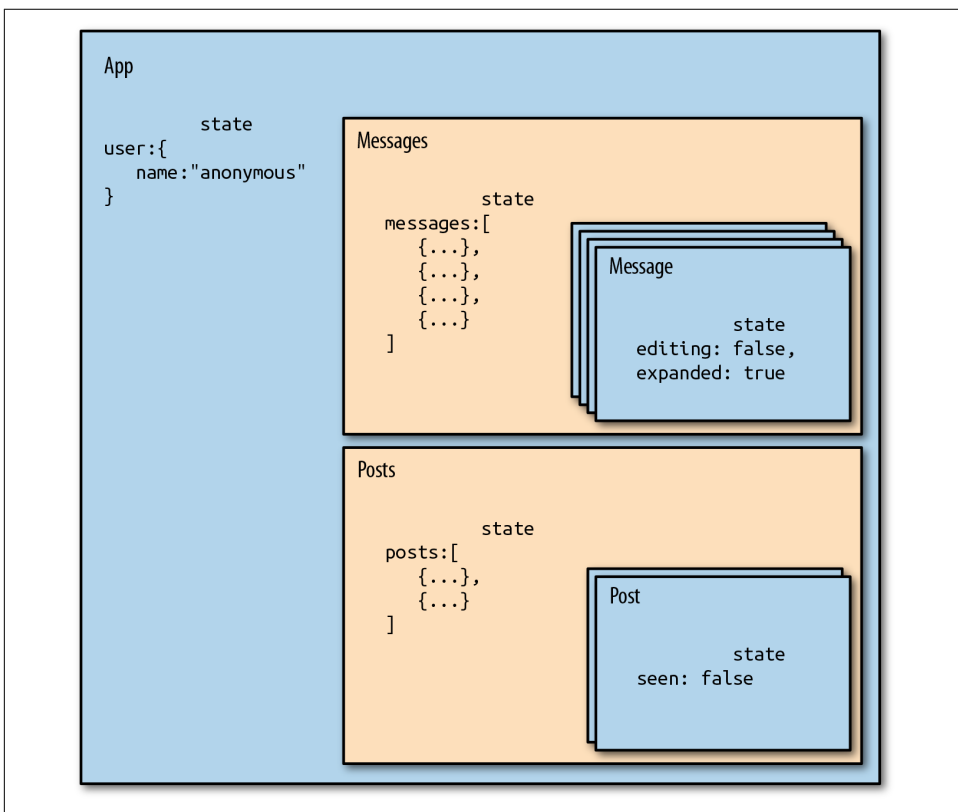 App
state
user:{
name:"anonymous"
}
Messages
state
messages:[
{...},
{...},
{...},
{...}
]
Message
state
editing: false,
expanded: true
Posts
state
posts:[
{...},
{...}
]
Post
state
seen: false